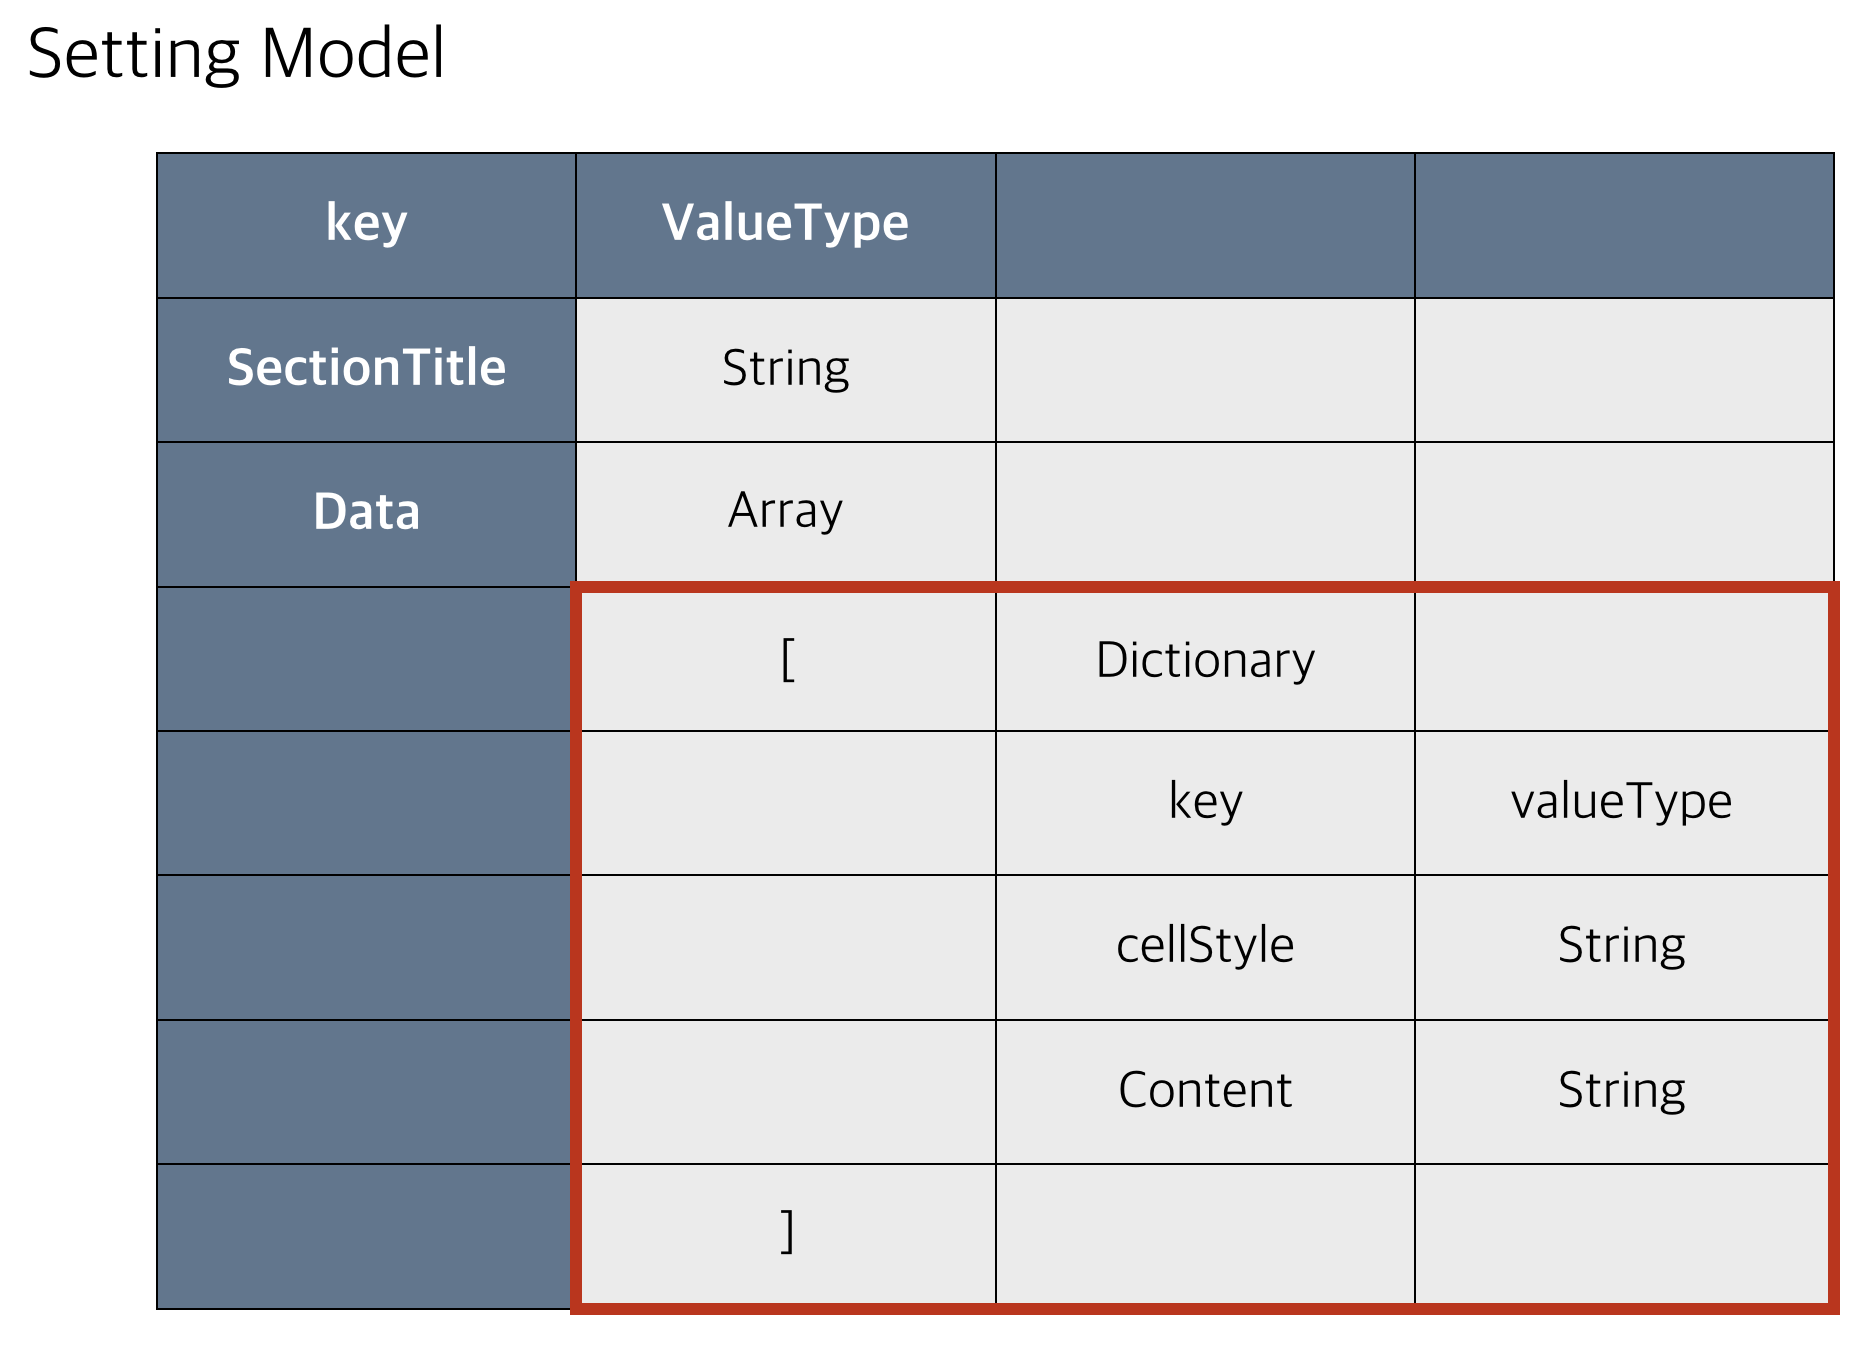 Setting Model
key ValueType
SectionTitle String
Data Array
[ Dictionary
key valueType
cellStyle String
Content String
]